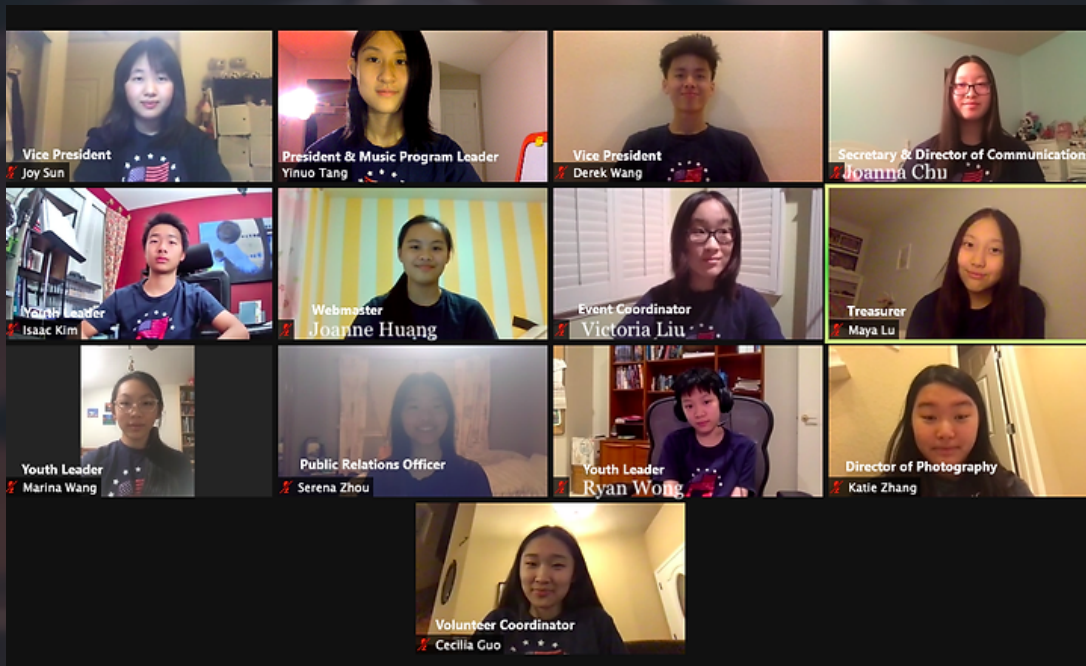 Vice President
Joy Sun
President & Music Program Leader
Yinuo Tang
Vice President
Derek Wang
Secretary & Director of Communication
Joanna Chu
Youth Leader
Isaac Kim
Webmaster
Joanne Huang
Event Coordinator
Victoria Liu
Treasurer
Maya Lu
Youth Leader
Marina Wang
Public Relations Officer
Serena Zhou
Youth Leader
Ryan Wong
Director of Photography
Katie Zhang
Volunteer Coordinator
Cecilia Guo